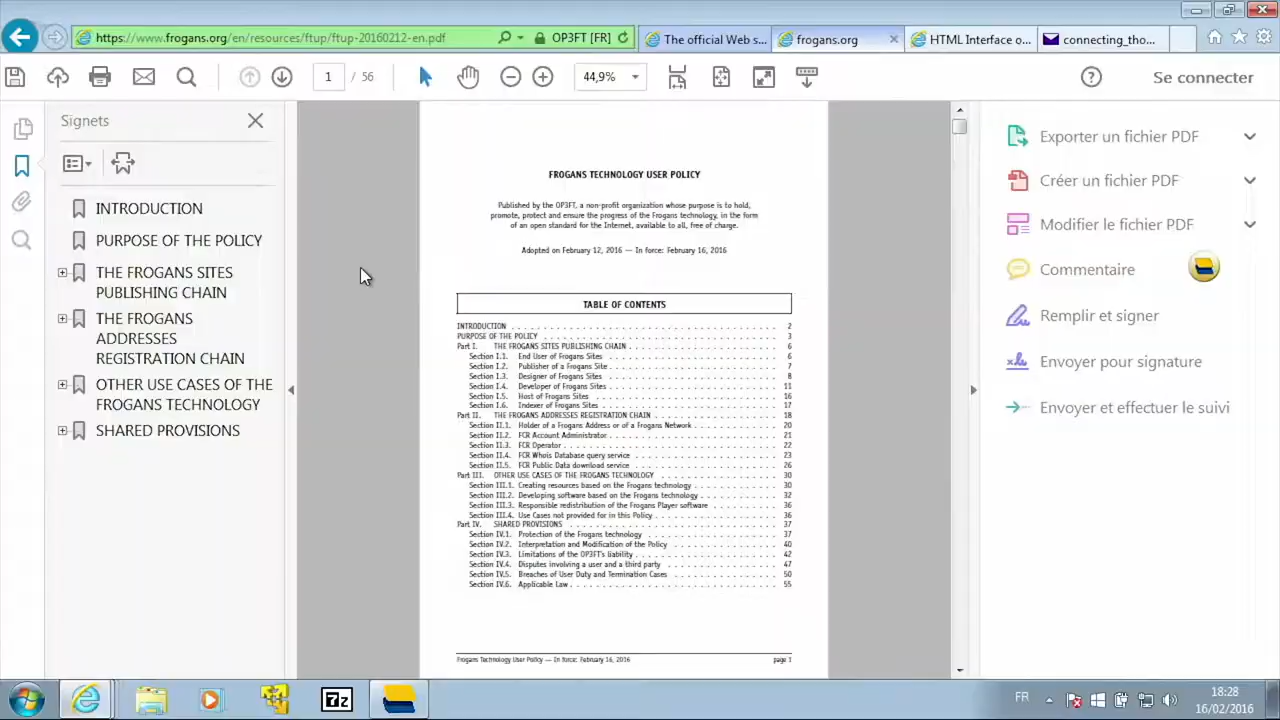 https://www.frogans.org/en/resources/ftup/ftup-20160212-en.pdf
OP3FT [FR]
The official Web s...
frogans.org
HTML Interface o...
connecting_tho...
1 / 56
44,9%
Se connecter
Signets
INTRODUCTION
PURPOSE OF THE POLICY
THE FROGANS SITES
PUBLISHING CHAIN
THE FROGANS
ADDRESSES
REGISTRATION CHAIN
OTHER USE CASES OF THE
FROGANS TECHNOLOGY
SHARED PROVISIONS
FROGANS TECHNOLOGY USER POLICY
Published by the OP3FT, a non-profit organization whose purpose is to hold,
promote, protect and ensure the progress of the Frogans technology, in the form
of an open standard for the Internet, available to all, free of charge.
Adopted on February 12, 2016 — In force: February 16, 2016
TABLE OF CONTENTS
INTRODUCTION . . . 2
PURPOSE OF THE POLICY . . . 3
Part I. THE FROGANS SITES PUBLISHING CHAIN . . . 6
Section I.1. End User of Frogans Sites . . . 6
Section I.2. Publisher of a Frogans Site . . . 7
Section I.3. Designer of Frogans Sites . . . 8
Section I.4. Developer of Frogans Sites . . . 11
Section I.5. Host of Frogans Sites . . . 16
Section I.6. Indexer of Frogans Sites . . . 17
Part II. THE FROGANS ADDRESSES REGISTRATION CHAIN . . . 18
Section II.1. Holder of a Frogans Address or of a Frogans Network . . . 20
Section II.2. FCR Account Administrator . . . 21
Section II.3. FCR Operator . . . 22
Section II.4. FCR Whois Database query service . . . 23
Section II.5. FCR Public Data download service . . . 26
Part III. OTHER USE CASES OF THE FROGANS TECHNOLOGY . . . 30
Section III.1. Creating resources based on the Frogans technology . . . 30
Section III.2. Developing software based on the Frogans technology . . . 32
Section III.3. Responsible redistribution of the Frogans Player software . . . 36
Section III.4. Use Cases not provided for in this Policy . . . 36
Part IV. SHARED PROVISIONS . . . 37
Section IV.1. Protection of the Frogans technology . . . 37
Section IV.2. Interpretation and Modification of the Policy . . . 40
Section IV.3. Limitations of the OP3FT's liability . . . 42
Section IV.4. Disputes involving a user and a third party . . . 47
Section IV.5. Breaches of User Duty and Termination Cases . . . 50
Section IV.6. Applicable Law . . . 55
Frogans Technology User Policy — In force: February 16, 2016 page 1
Exporter un fichier PDF
Créer un fichier PDF
Modifier le fichier PDF
Commentaire
Remplir et signer
Envoyer pour signature
Envoyer et effectuer le suivi
7z
FR
18:28
16/02/2016